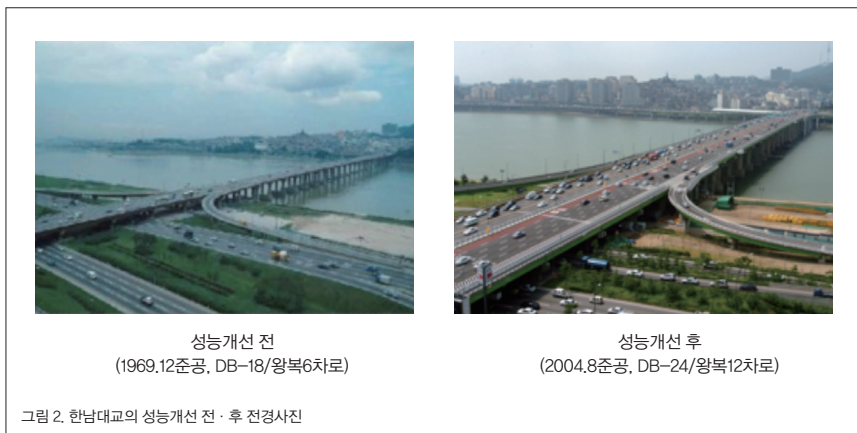 성능개선 전
(1969.12준공, DB-18/왕복6차로)
성능개선 후
(2004.8준공, DB-24/왕복12차로)
그림 2. 한남대교의 성능개선 전 · 후 전경사진